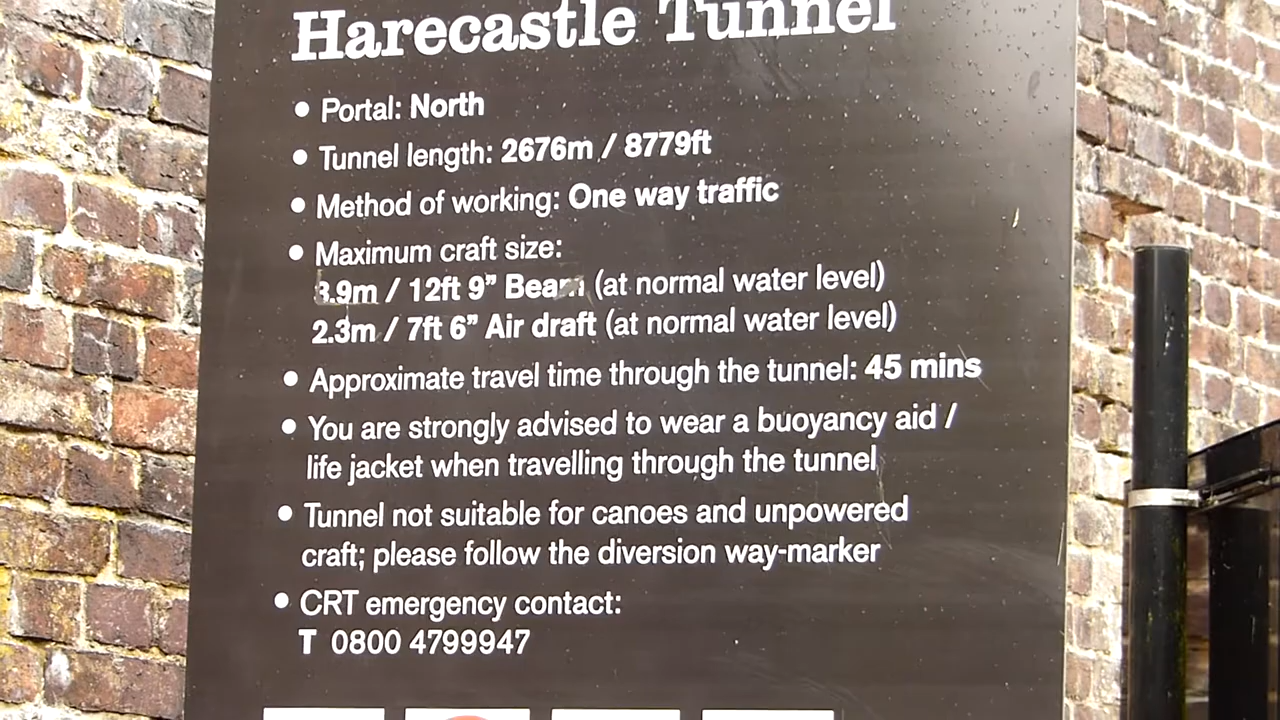 Harecastle Tunnel
• Portal: North
• Tunnel length: 2676m / 8779ft
• Method of working: One way traffic
• Maximum craft size:
3.9m / 12ft 9” Beam (at normal water level)
2.3m / 7ft 6” Air draft (at normal water level)
• Approximate travel time through the tunnel: 45 mins
• You are strongly advised to wear a buoyancy aid /
life jacket when travelling through the tunnel
• Tunnel not suitable for canoes and unpowered
craft; please follow the diversion way-marker
• CRT emergency contact:
T 0800 4799947